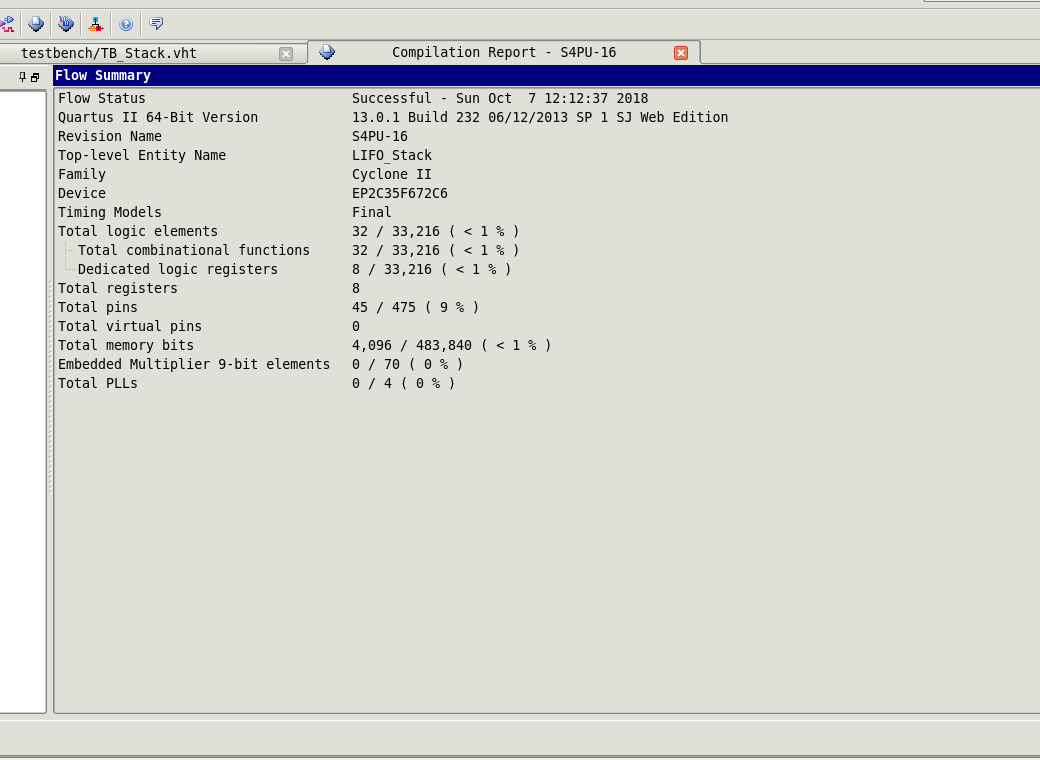 testbench/TB_Stack.vht
Compilation Report - S4PU-16
Flow Summary
Flow Status Successful - Sun Oct  7 12:12:37 2018
Quartus II 64-Bit Version 13.0.1 Build 232 06/12/2013 SP 1 SJ Web Edition
Revision Name S4PU-16
Top-level Entity Name LIFO_Stack
Family Cyclone II
Device EP2C35F672C6
Timing Models Final
Total logic elements 32 / 33,216 ( < 1 % )
Total combinational functions 32 / 33,216 ( < 1 % )
Dedicated logic registers 8 / 33,216 ( < 1 % )
Total registers 8
Total pins 45 / 475 ( 9 % )
Total virtual pins 0
Total memory bits 4,096 / 483,840 ( < 1 % )
Embedded Multiplier 9-bit elements 0 / 70 ( 0 % )
Total PLLs 0 / 4 ( 0 % )